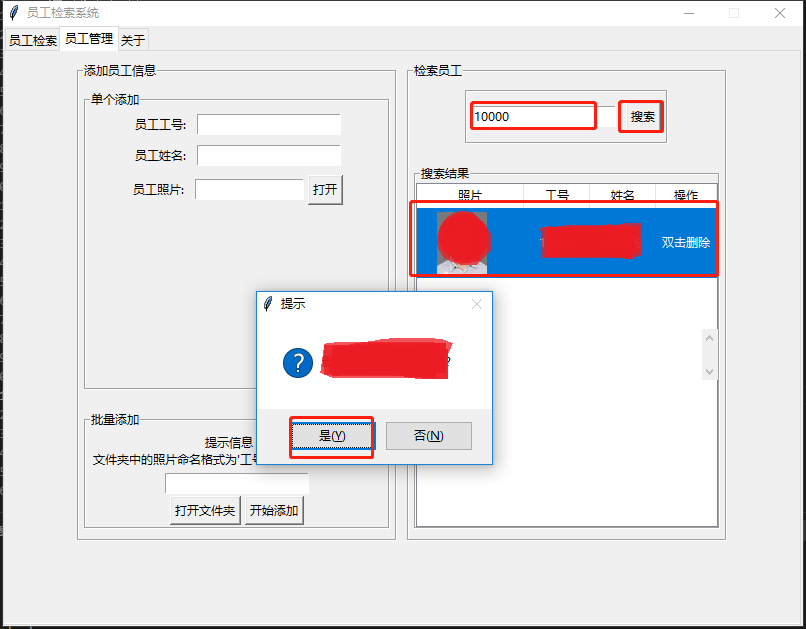 员工检索系统
员工检索 员工管理 关于
添加员工信息
单个添加
员工工号:
员工姓名:
员工照片: 打开
批量添加
提示信息
文件夹中的照片命名格式为'工
打开文件夹 开始添加
检索员工
10000 搜索
搜索结果
照片 工号 姓名 操作
双击删除
提示
?
是(Y) 否(N)